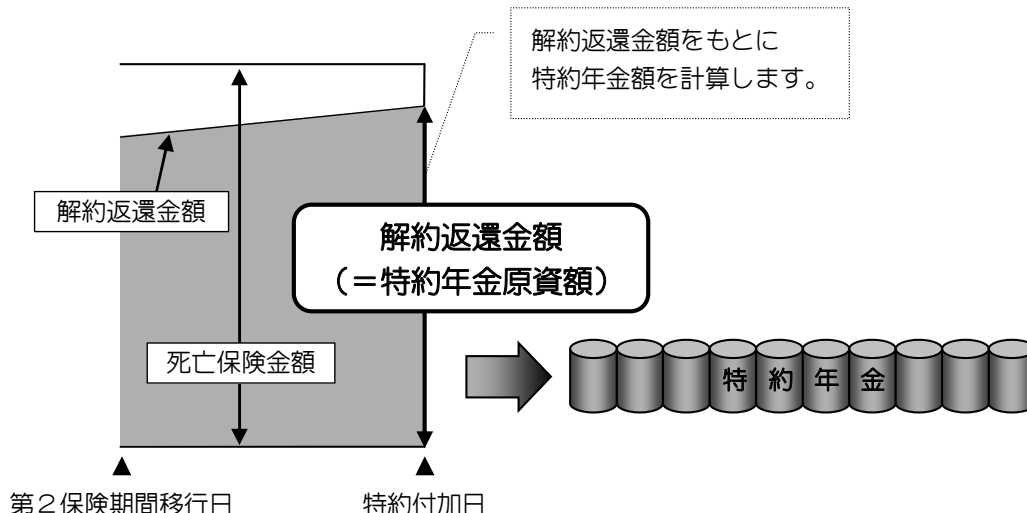 解約返還金額をもとに
特約年金額を計算します。
解約返還金額
解約返還金額
(＝特約年金原資額)
死亡保険金額
特約年金
第２保険期間移行日
特約付加日